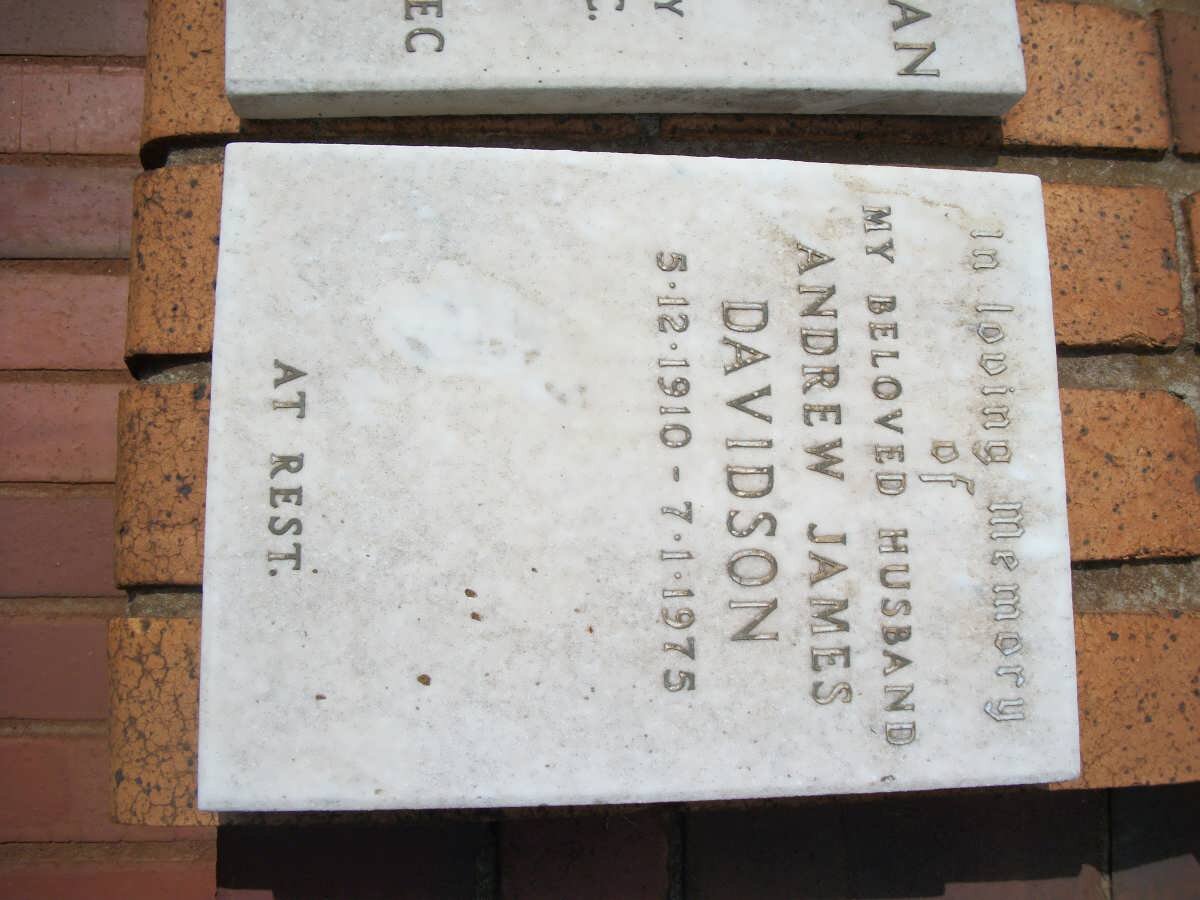 In loving memory
of
MY BELOVED HUSBAND
ANDREW JAMES
DAVIDSON
5·12·1910 – 7·1·1975
AT REST.